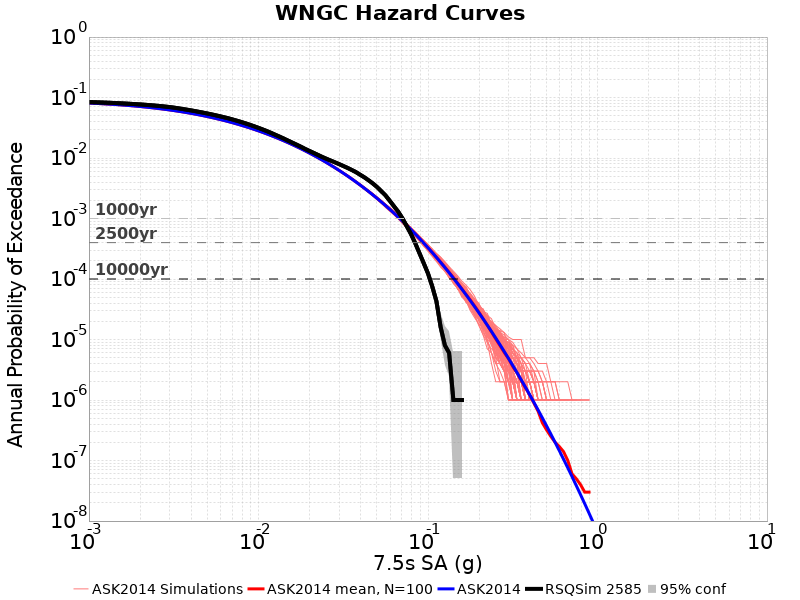 WNGC Hazard Curves
10^0
10^-1
10^-2
10^-3
10^-4
10^-5
10^-6
10^-7
10^-8
Annual Probability of Exceedance
1000yr
2500yr
10000yr
10^-3
10^-2
10^-1
10^0
10^1
7.5s SA (g)
ASK2014 Simulations
ASK2014 mean, N=100
ASK2014
RSQSim 2585
95% conf